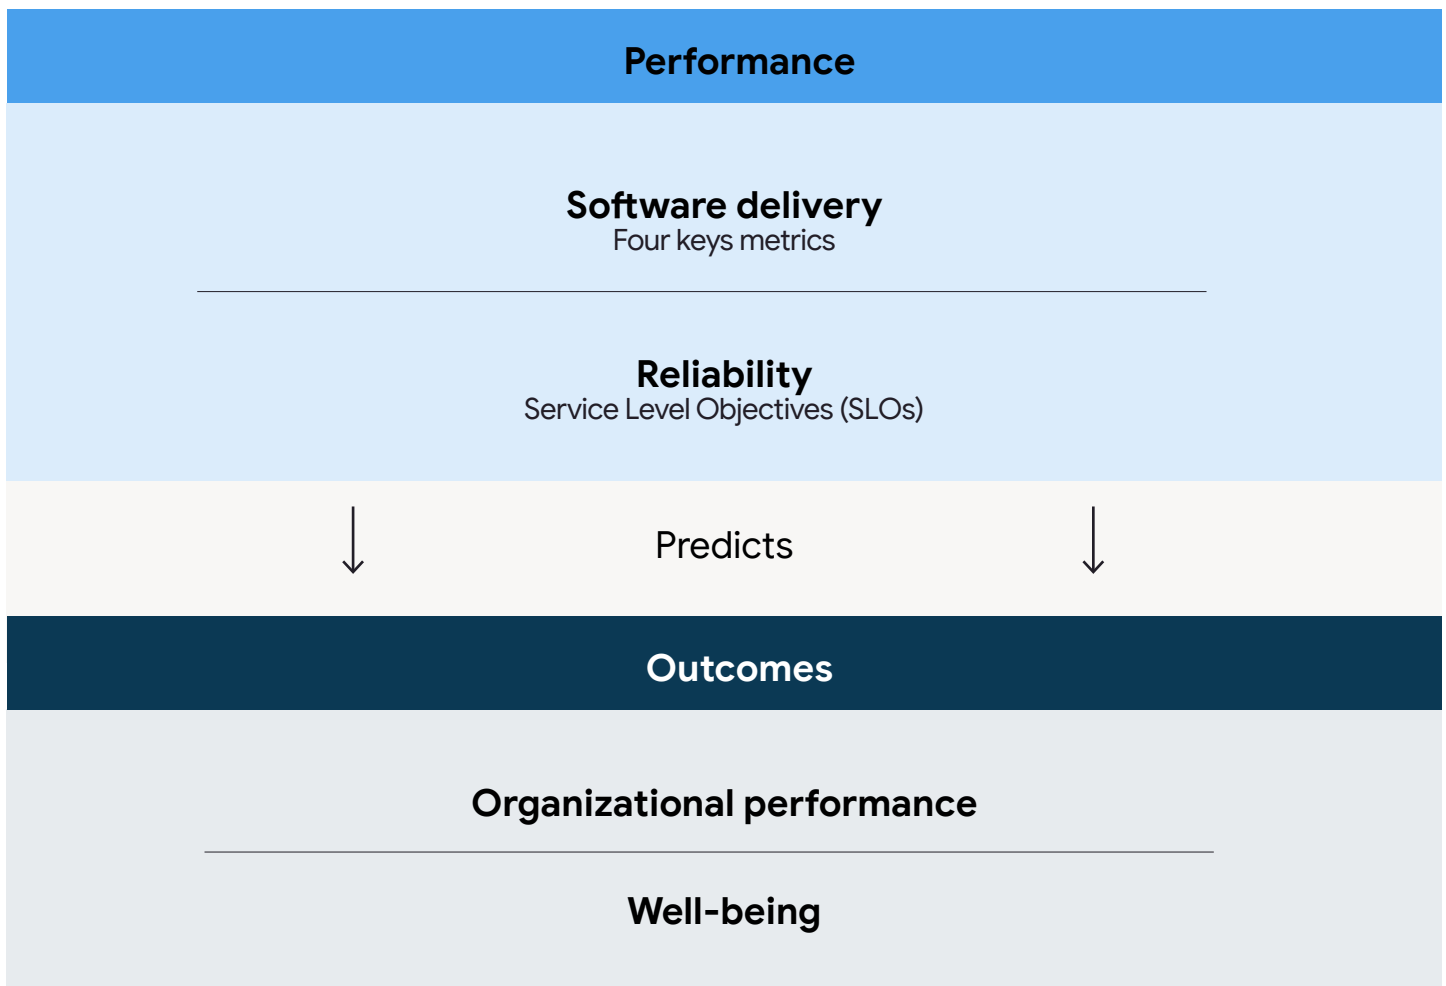 Performance
Software delivery
Four keys metrics
Reliability
Service Level Objectives (SLOs)
Predicts
Outcomes
Organizational performance
Well-being